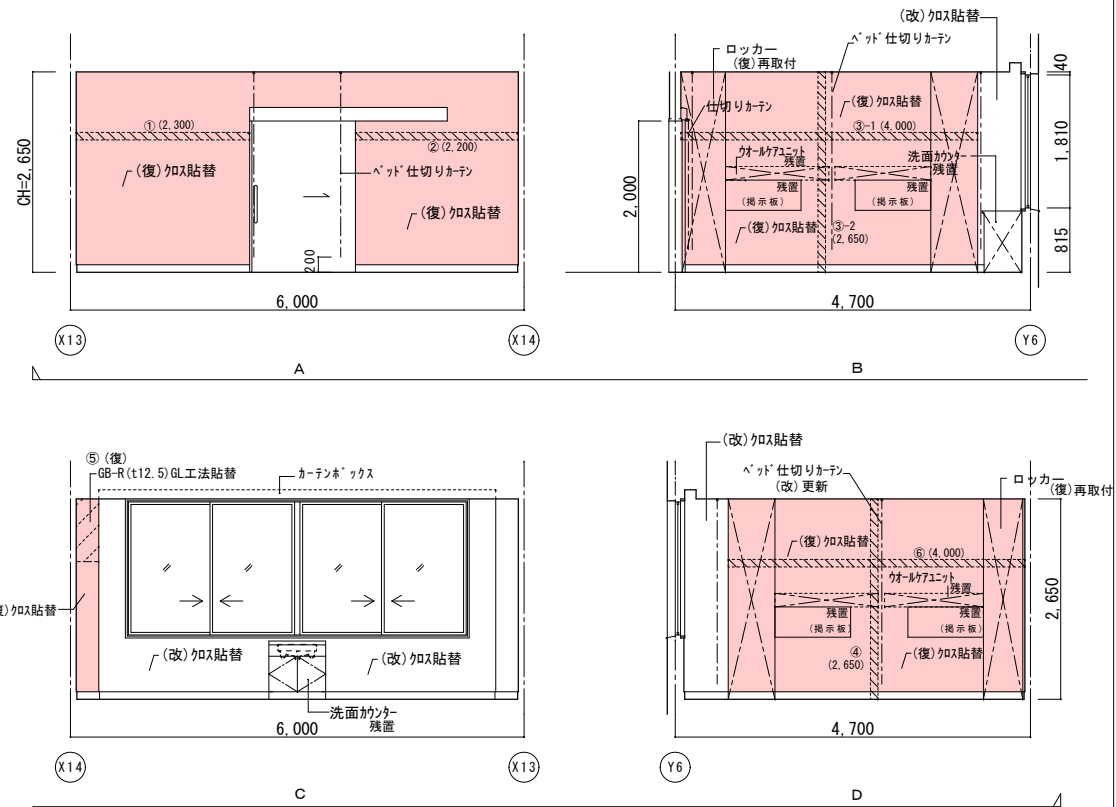 ① (2,300)
(復)クロス貼替
② (2,200)
ベッド仕切りカーテン
(復)クロス貼替
CH=2,650
200
6,000
X13
X14
A
(改)クロス貼替
ベッド仕切りカーテン
ロッカー
(復)再取付
仕切りカーテン
(復)クロス貼替
③-1 (4,000)
ウオールケアユニット
残置
洗面カウンター
残置
残置
(掲示板)
残置
(掲示板)
(復)クロス貼替
③-2
(2,650)
2,000
40
1,810
815
4,700
Y6
B
⑤ (復)
GB-R(t12.5)GL工法貼替
カーテンボックス
)クロス貼替
(改)クロス貼替
(改)クロス貼替
洗面カウンター
残置
6,000
X14
X13
C
(改)クロス貼替
ベッド仕切りカーテン
(改)更新
ロッカー
(復)再取付
(復)クロス貼替
⑥ (4,000)
ウオールケアユニット
残置
残置
(掲示板)
残置
(掲示板)
④
(2,650)
(復)クロス貼替
2,650
4,700
Y6
D